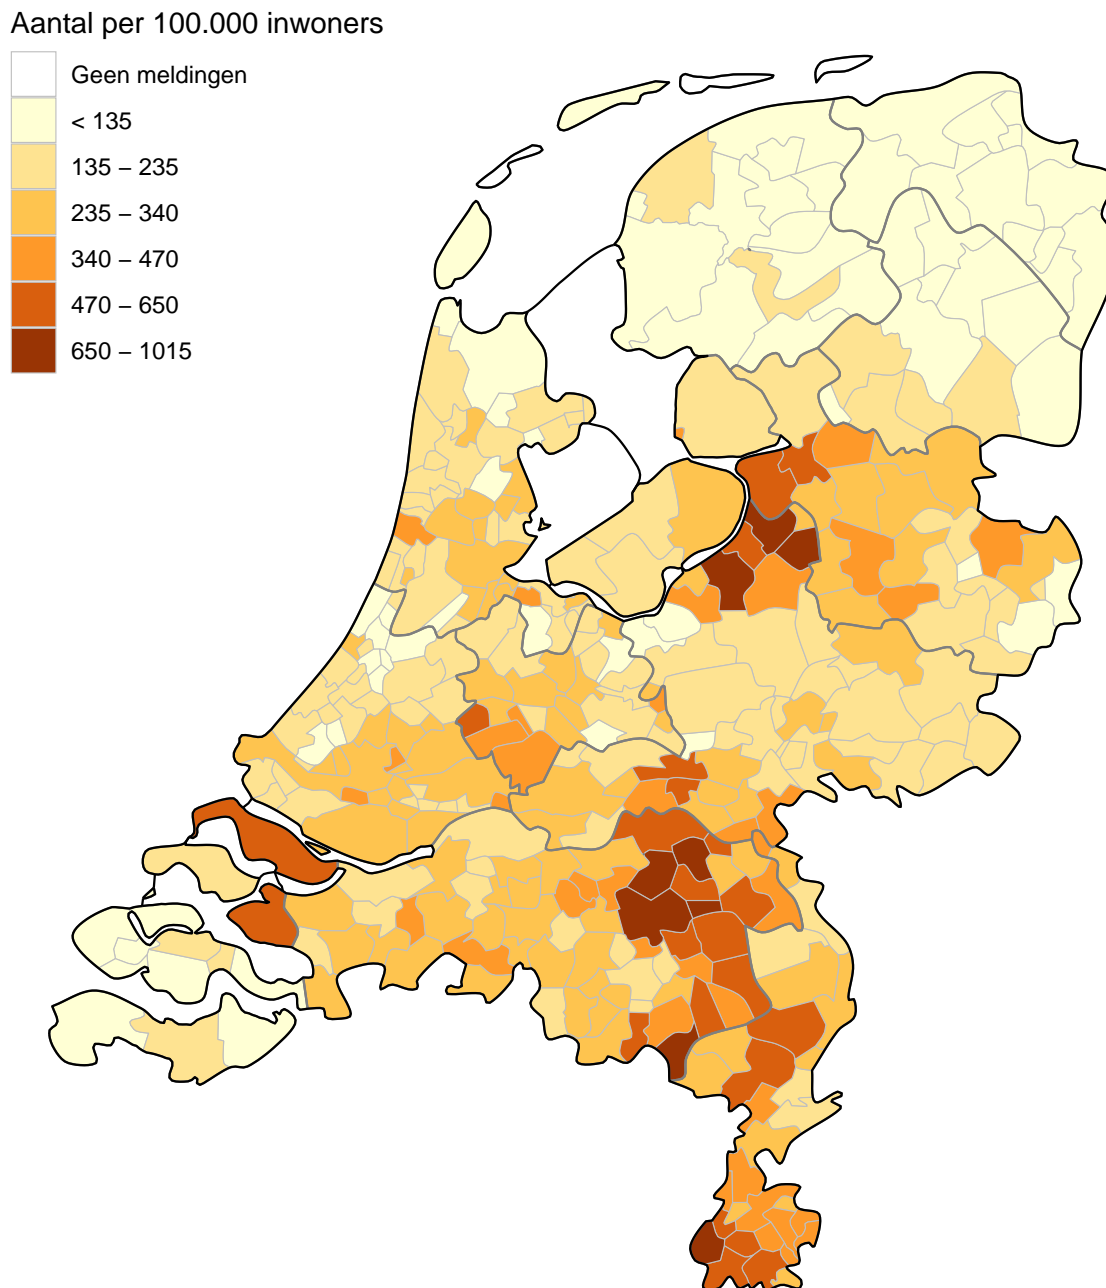 Aantal per 100.000 inwoners
Geen meldingen
< 135
135 – 235
235 – 340
340 – 470
470 – 650
650 – 1015